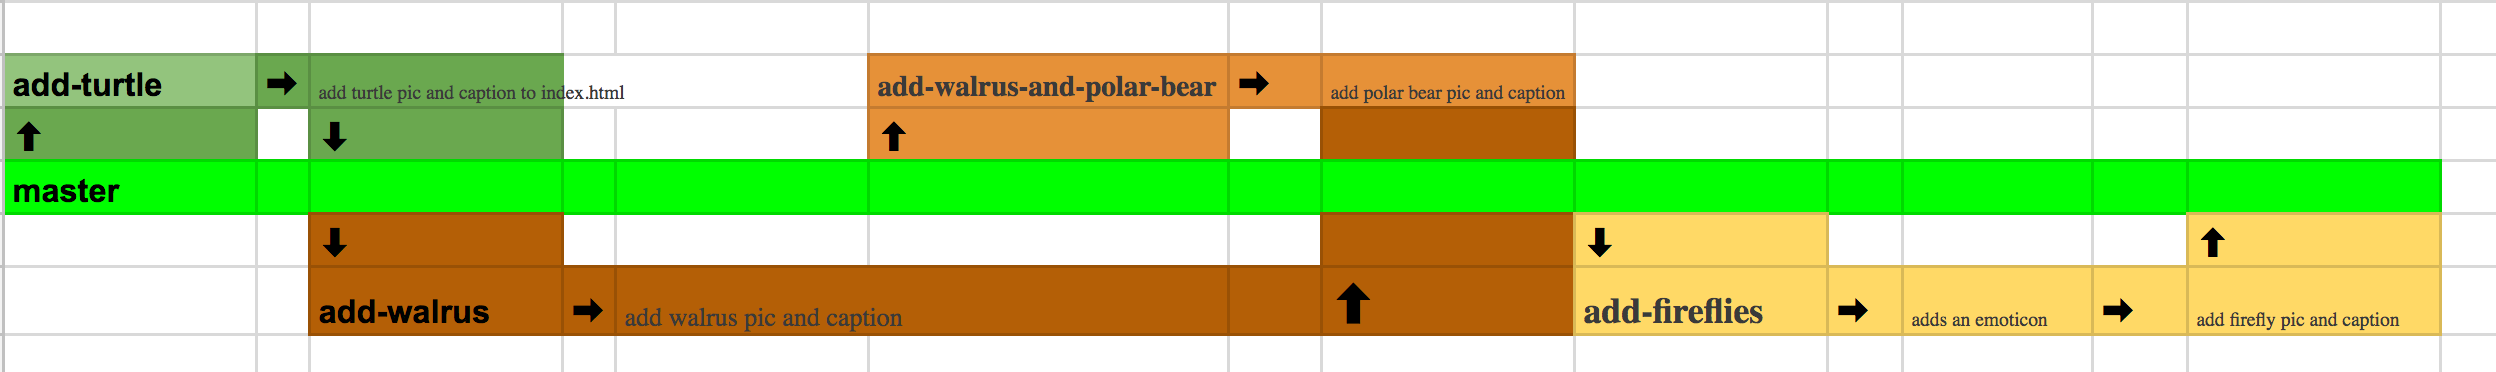 add-turtle
add turtle pic and caption to index.html
add-walrus-and-polar-bear
add polar bear pic and caption
master
add-walrus
add walrus pic and caption
add-fireflies
adds an emoticon
add firefly pic and caption